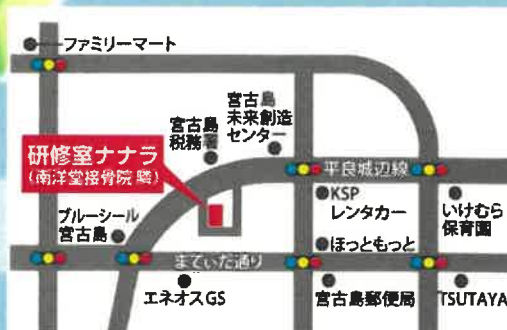 ファミリーマート
宮古島
未来創造
センター
宮古島
税務署
研修室ナナラ
(南洋堂接骨院 隣)
平良城辺線
KSP
レンタカー
いけむら
保育園
ブルーシール
宮古島
ほっともっと
まていだ通り
エネオスGS
宮古島郵便局
TSUTAYA